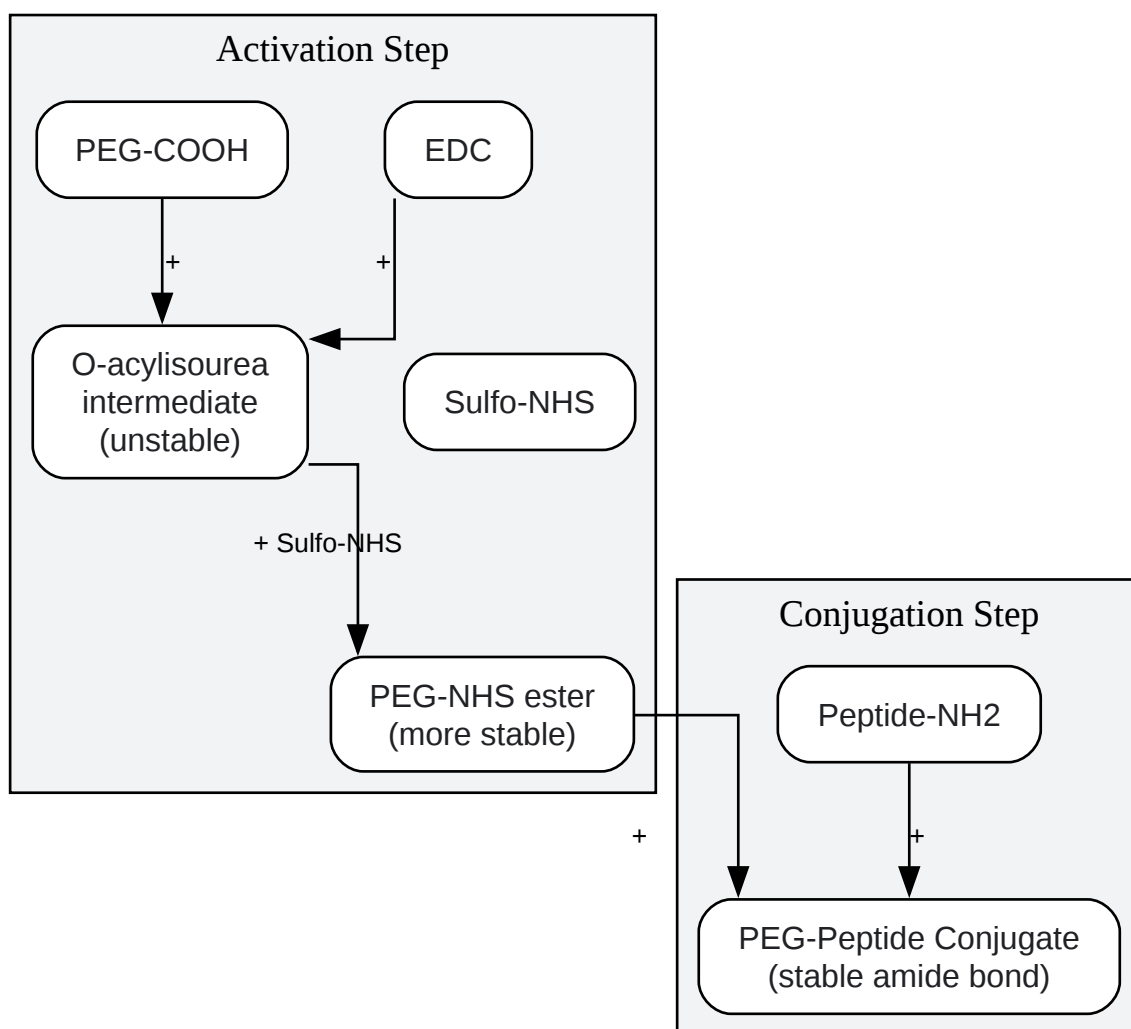 Activation Step
PEG-COOH
EDC
+
+
O-acylisourea
intermediate
(unstable)
Sulfo-NHS
+ Sulfo-NHS
PEG-NHS ester
(more stable)
Conjugation Step
Peptide-NH2
+
+
PEG-Peptide Conjugate
(stable amide bond)